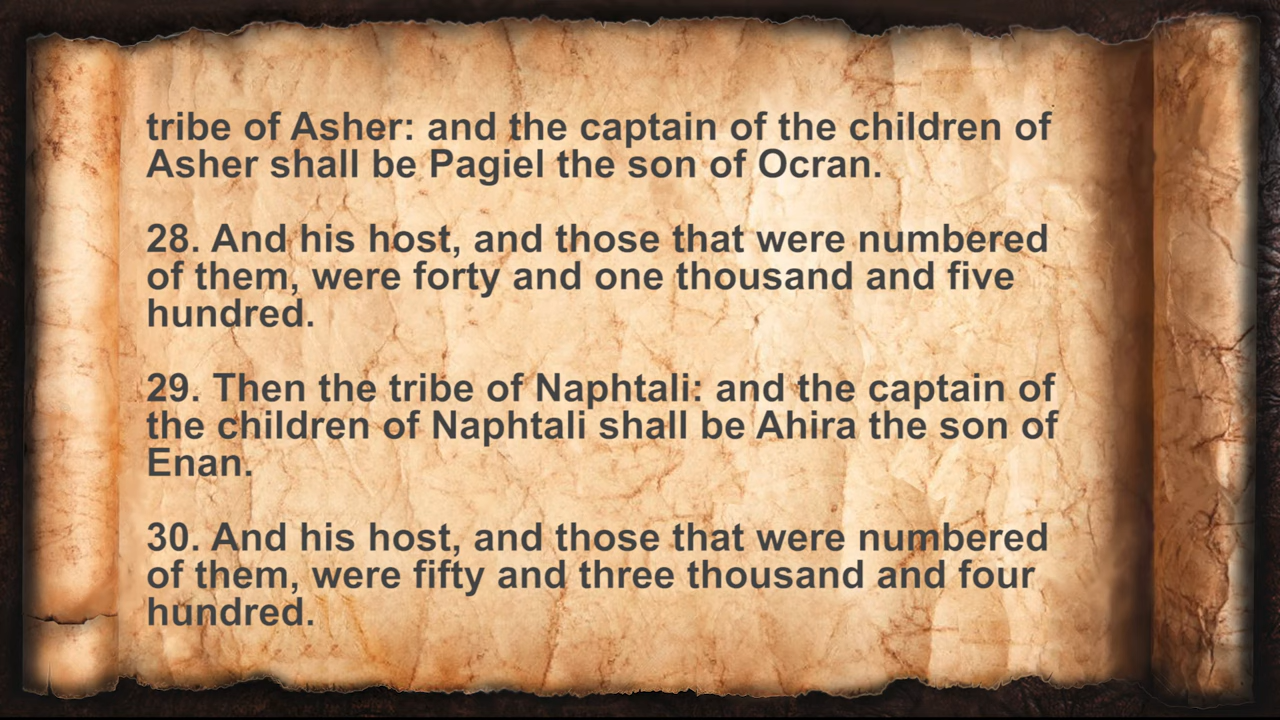 tribe of Asher: and the captain of the children of
Asher shall be Pagiel the son of Ocran.
28. And his host, and those that were numbered
of them, were forty and one thousand and five
hundred.
29. Then the tribe of Naphtali: and the captain of
the children of Naphtali shall be Ahira the son of
Enan.
30. And his host, and those that were numbered
of them, were fifty and three thousand and four
hundred.